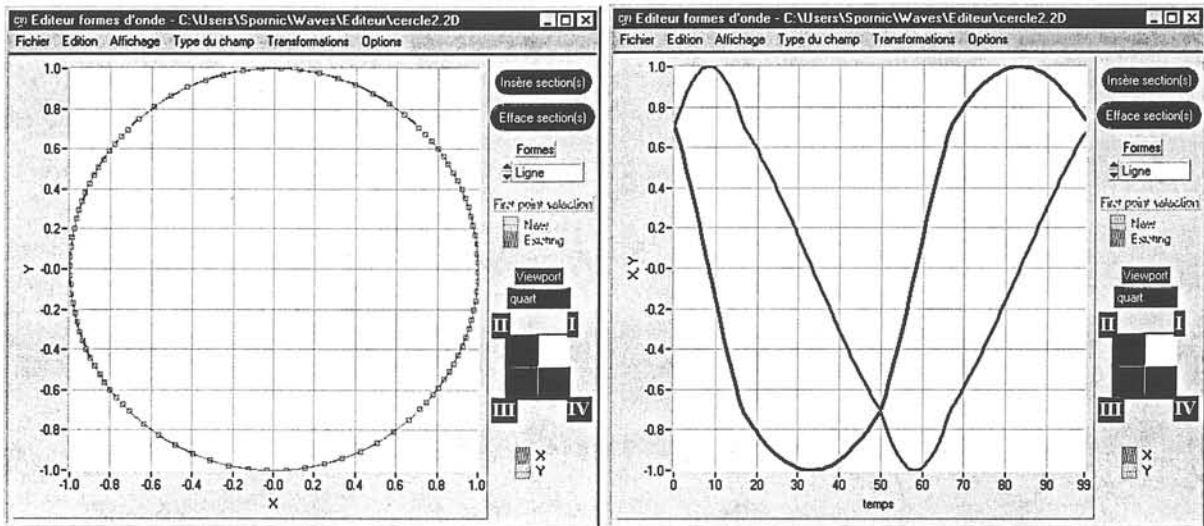 Editeur formes d'onde - C:\Users\Spornic\Waves\Editeur\cercle2.2D
Fichier Edition Affichage Type du champ Transformations Options
1.0
0.8
0.6
0.4
0.2
-0.0
-0.2
-0.4
-0.6
-0.8
-1.0
Y
-1.0 -0.8 -0.6 -0.4 -0.2 0.0 0.2 0.4 0.6 0.8 1.0
X
Insère section(s)
Efface section(s)
Formes
Ligne
First point selection
New
Existing
Viewport
quart
II I
III IV
X
Y
Editeur formes d'onde - C:\Users\Spornic\Waves\Editeur\cercle2.2D
Fichier Edition Affichage Type du champ Transformations Options
1.0
0.8
0.6
0.4
0.2
-0.0
-0.2
-0.4
-0.6
-0.8
-1.0
X,Y
0 10 20 30 40 50 60 70 80 90 99
temps
Insère section(s)
Efface section(s)
Formes
Ligne
First point selection
New
Existing
Viewport
quart
II I
III IV
X
Y